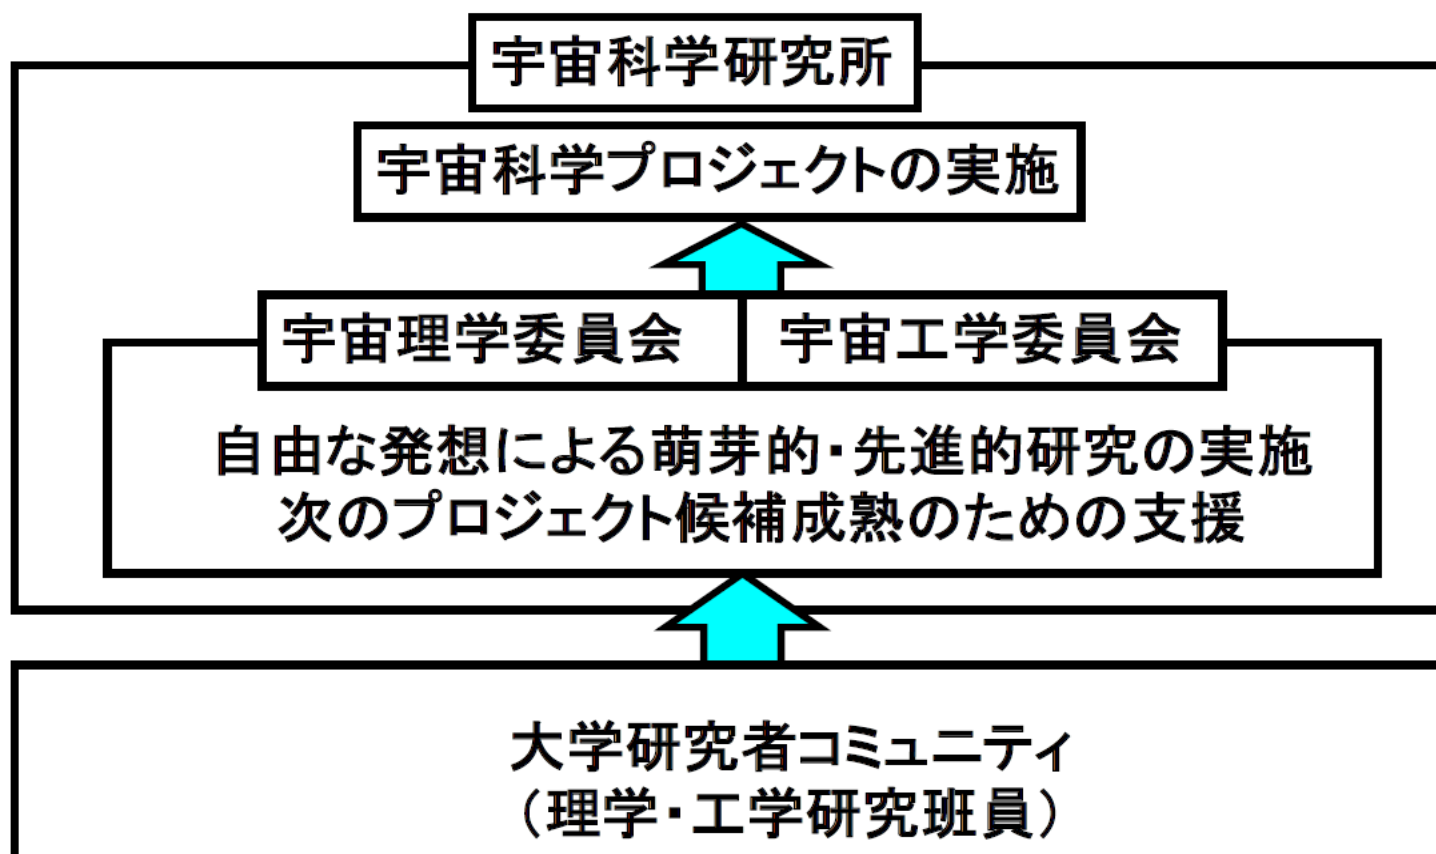 宇宙科学研究所
宇宙科学プロジェクトの実施
宇宙理学委員会
宇宙工学委員会
自由な発想による萌芽的・先進的研究の実施
次のプロジェクト候補成熟のための支援
大学研究者コミュニティ
（理学・工学研究班員）